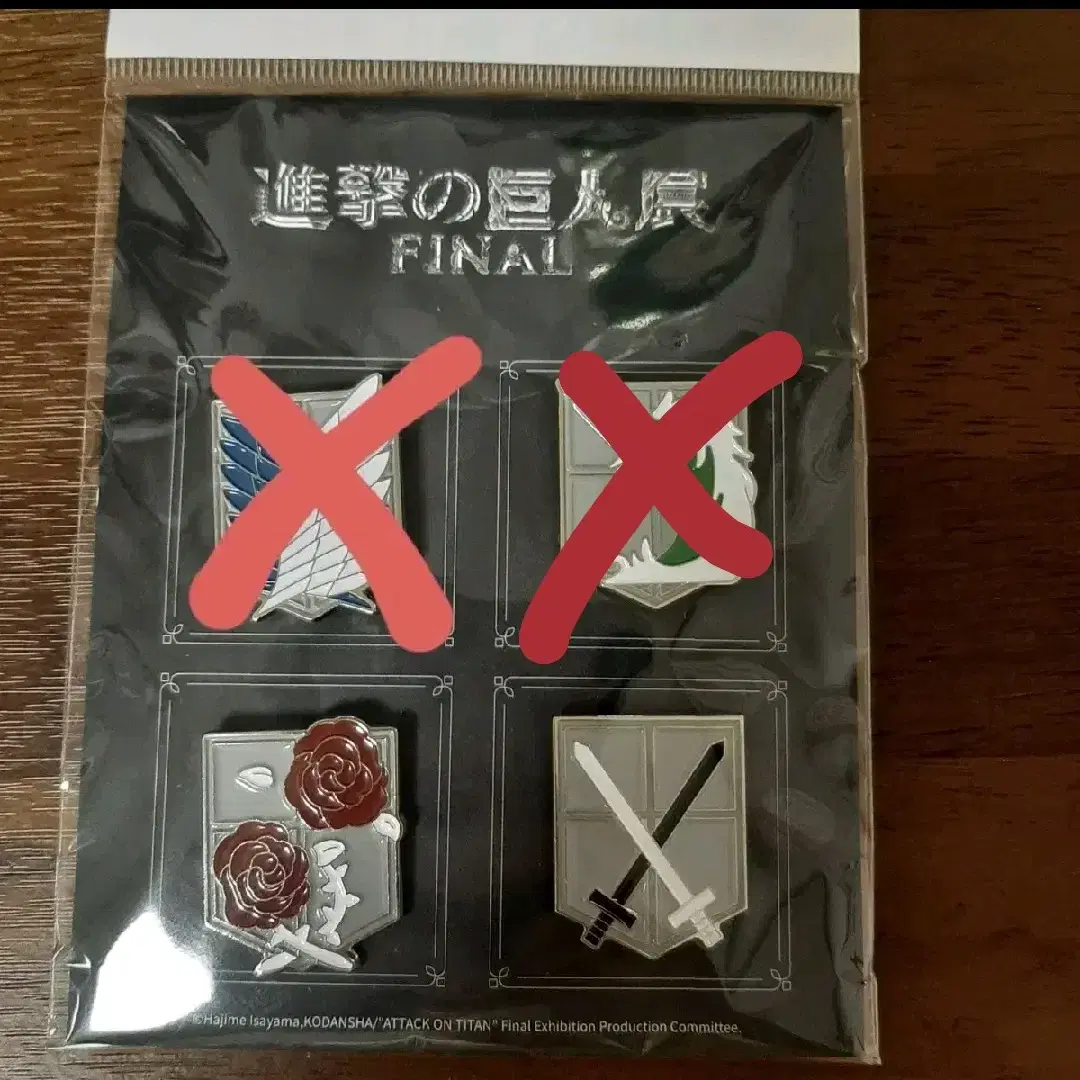 進撃の巨人展
FINAL
©Hajime Isayama,KODANSHA/"ATTACK ON TITAN" Final Exhibition Production Committee.